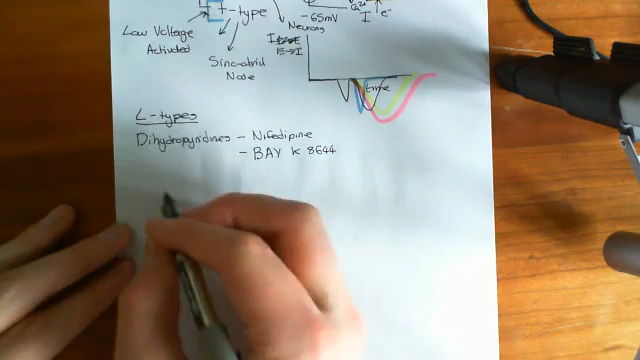 T-type
Low Voltage
Activated
Sino-atrial
Node
Neurons
-65mV
Ca²⁺
I
e⁻
I
E→I
time
L-types
Dihydropyridines - Nifedipine
- BAY K 8644